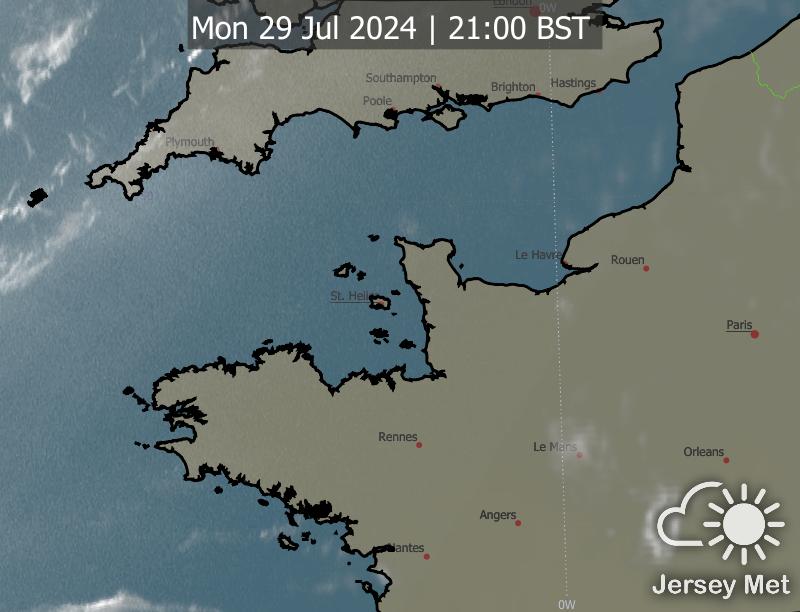 London
0W
Mon 29 Jul 2024 | 21:00 BST
Southampton
Brighton
Hastings
Poole
Plymouth
Le Havre
Rouen
St. Helier
Paris
Rennes
Le Mans
Orleans
Angers
Nantes
Jersey Met
0W